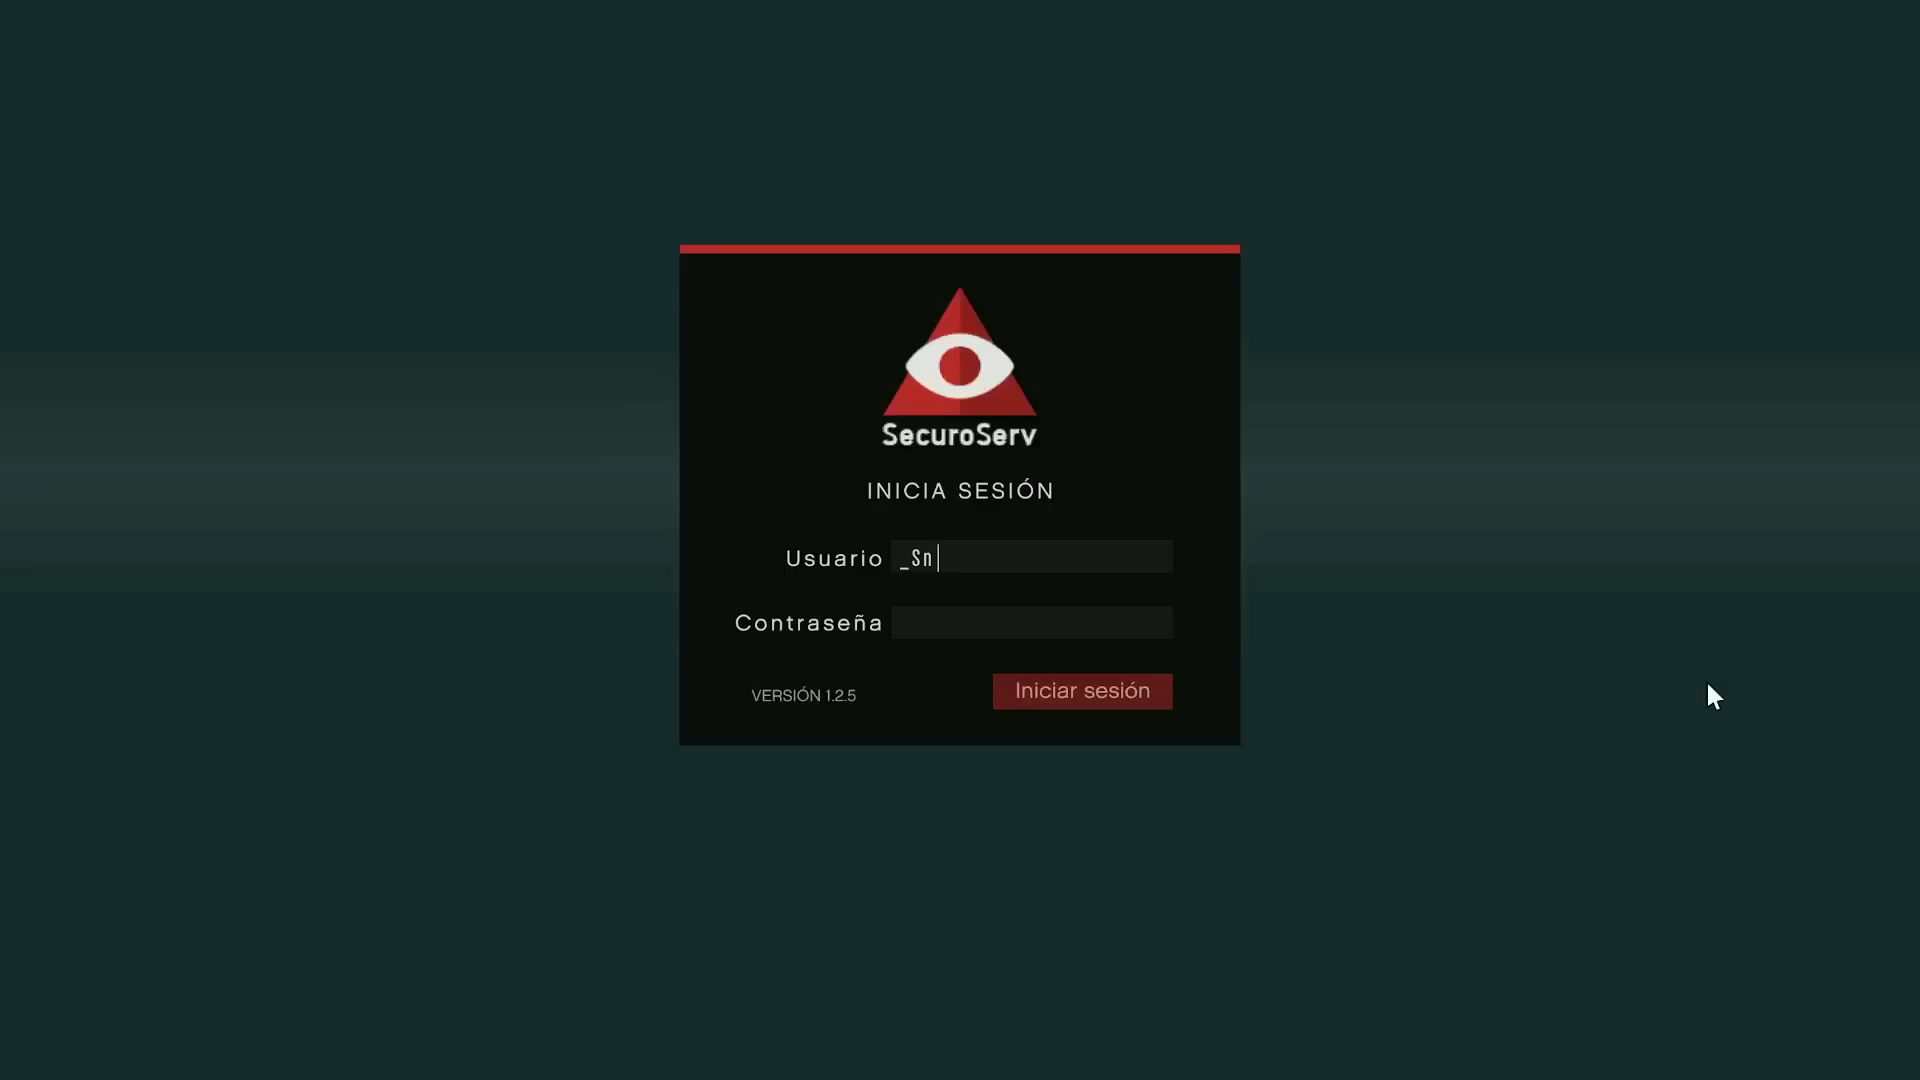 SecuroServ
INICIA SESIÓN
Usuario _Sn
Contraseña
VERSIÓN 1.2.5 Iniciar sesión